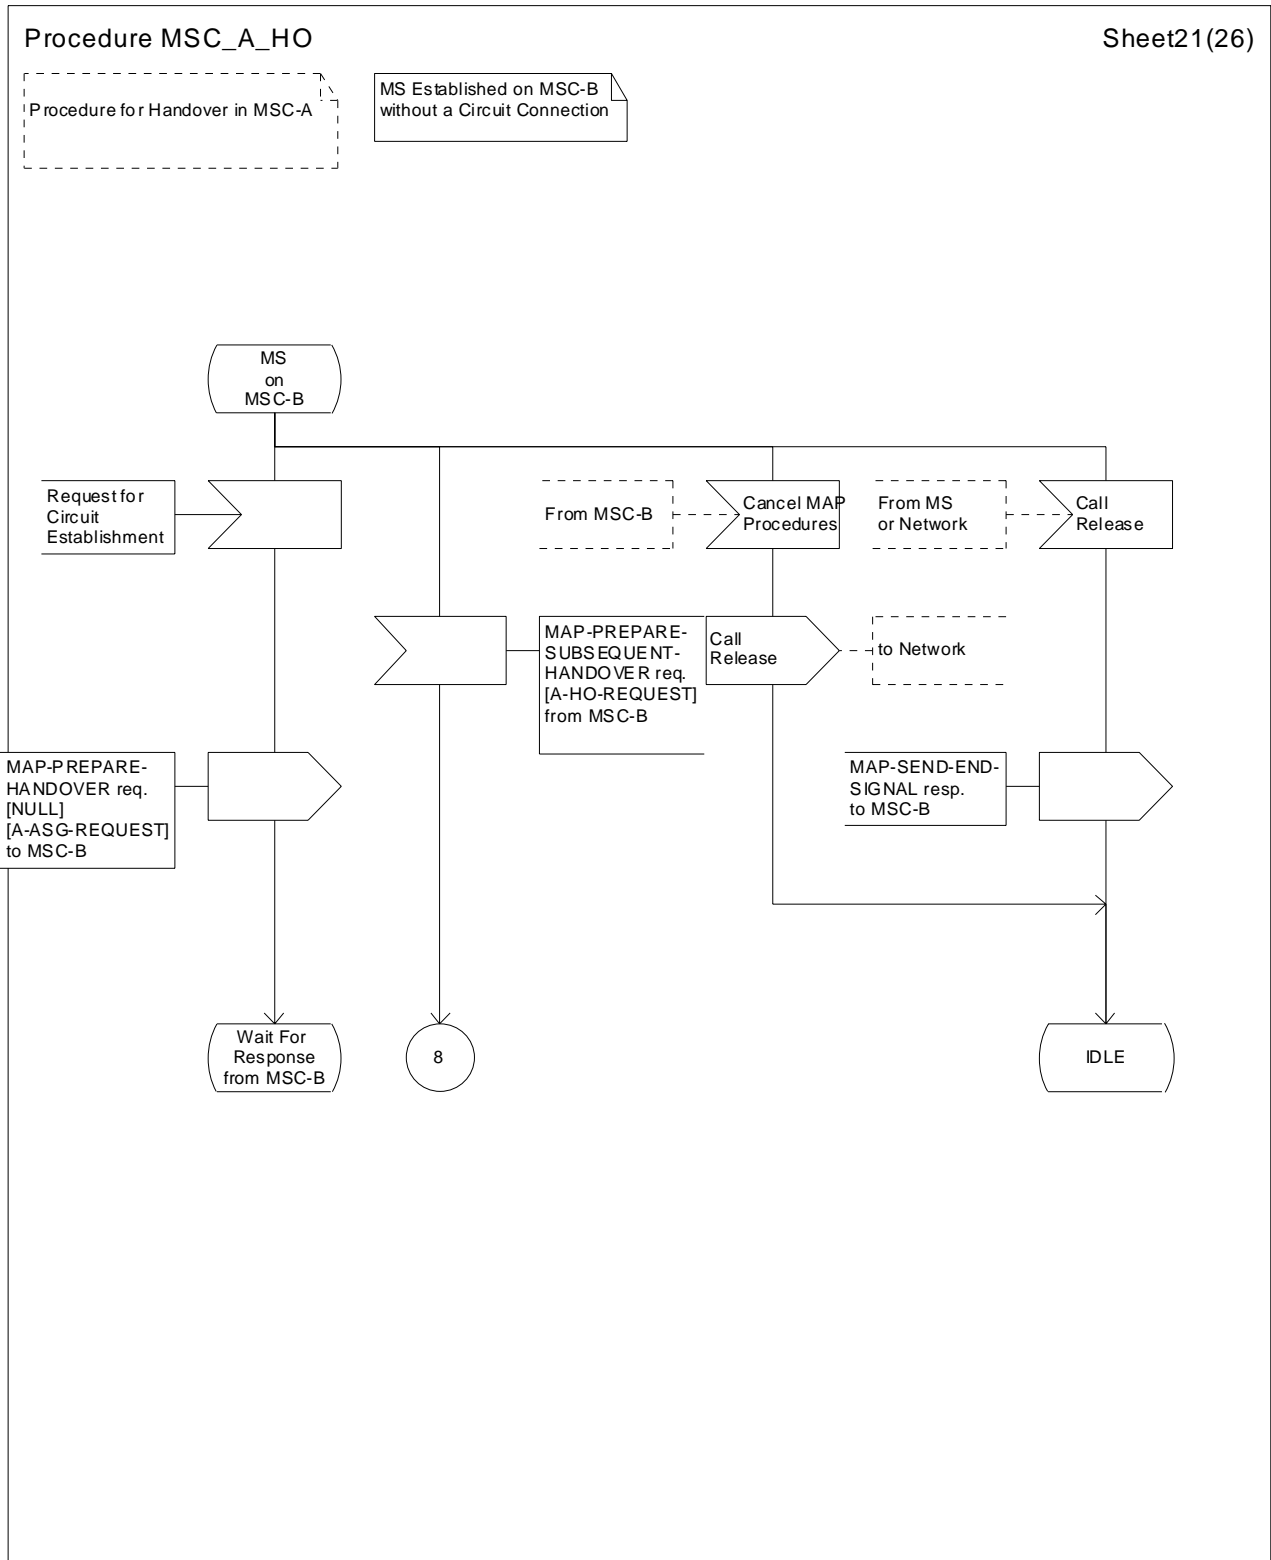 Procedure MSC_A_HO
Sheet21(26)
Procedure for Handover in MSC-A
MS Established on MSC-B
without a Circuit Connection
MS
on
MSC-B
Request for
Circuit
Establishment
From MSC-B
Cancel MAP
Procedures
From MS
or Network
Call
Release
MAP-PREPARE-
SUBSEQUENT-
HANDOVER req.
[A-HO-REQUEST]
from MSC-B
Call
Release
to Network
MAP-PREPARE-
HANDOVER req.
[NULL]
[A-ASG-REQUEST]
to MSC-B
MAP-SEND-END-
SIGNAL resp.
to MSC-B
Wait For
Response
from MSC-B
8
IDLE